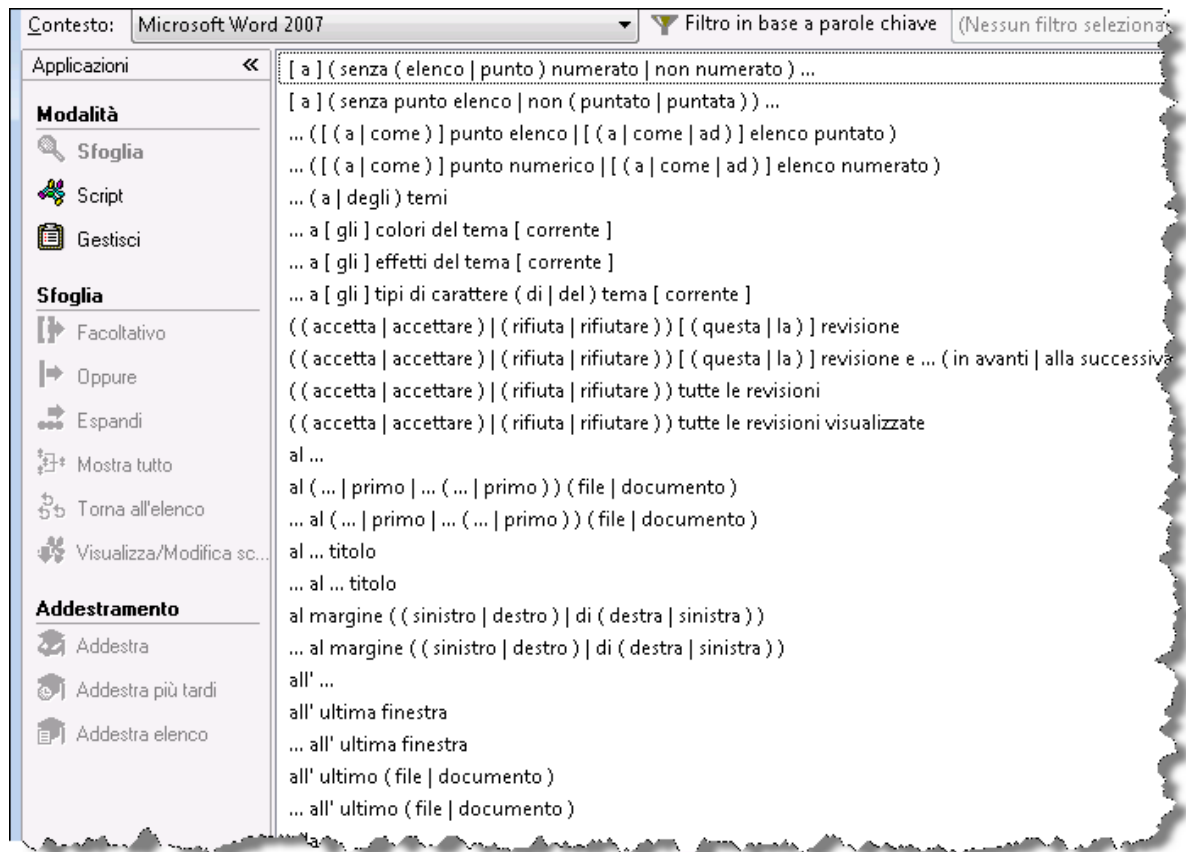 Contesto: Microsoft Word 2007 Filtro in base a parole chiave (Nessun filtro seleziona
Applicazioni «
Modalità
Sfoglia
Script
Gestisci
Sfoglia
Facoltativo
Oppure
Espandi
Mostra tutto
Torna all'elenco
Visualizza/Modifica sc...
Addestramento
Addestra
Addestra più tardi
Addestra elenco
[ a ] ( senza ( elenco | punto ) numerato | non numerato ) ...
[ a ] ( senza punto elenco | non ( puntato | puntata ) ) ...
... ( [ ( a | come ) ] punto elenco | [ ( a | come | ad ) ] elenco puntato )
... ( [ ( a | come ) ] punto numerico | [ ( a | come | ad ) ] elenco numerato )
... ( a | degli ) temi
... a [ gli ] colori del tema [ corrente ]
... a [ gli ] effetti del tema [ corrente ]
... a [ gli ] tipi di carattere ( di | del ) tema [ corrente ]
( ( accetta | accettare ) | ( rifiuta | rifiutare ) ) [ ( questa | la ) ] revisione
( ( accetta | accettare ) | ( rifiuta | rifiutare ) ) [ ( questa | la ) ] revisione e ... ( in avanti | alla successiva
( ( accetta | accettare ) | ( rifiuta | rifiutare ) ) tutte le revisioni
( ( accetta | accettare ) | ( rifiuta | rifiutare ) ) tutte le revisioni visualizzate
al ...
al ( ... | primo | ... ( ... | primo ) ) ( file | documento )
... al ( ... | primo | ... ( ... | primo ) ) ( file | documento )
al ... titolo
... al ... titolo
al margine ( ( sinistro | destro ) | di ( destra | sinistra ) )
... al margine ( ( sinistro | destro ) | di ( destra | sinistra ) )
all' ...
all' ultima finestra
... all' ultima finestra
all' ultimo ( file | documento )
... all' ultimo ( file | documento )